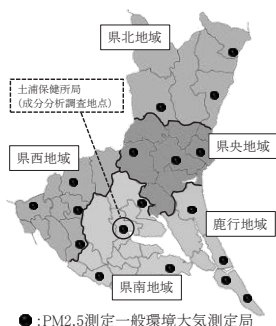 県北地域
土浦保健所局
(成分分析調査地点)
県央地域
県西地域
鹿行地域
県南地域
●:PM2.5測定一般環境大気測定局